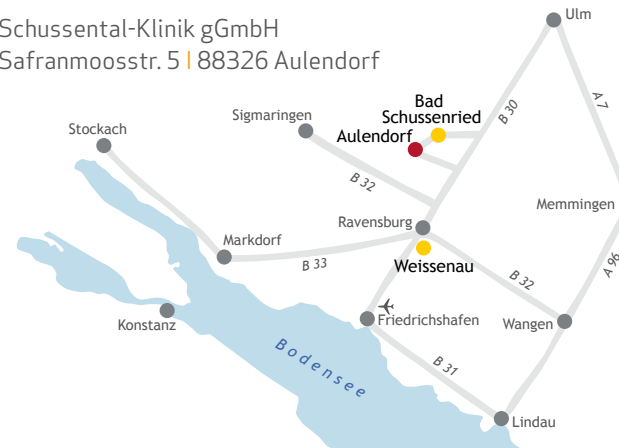 Schussental-Klinik gGmbH
Safranmoosstr. 5 | 88326 Aulendorf
Ulm
A 7
B 30
Bad
Schussenried
Sigmaringen
Aulendorf
Stockach
B 32
Memmingen
Ravensburg
Markdorf
B 33
Weissenau
A 96
B 32
Konstanz
Friedrichshafen
Wangen
Bodensee
B 31
Lindau